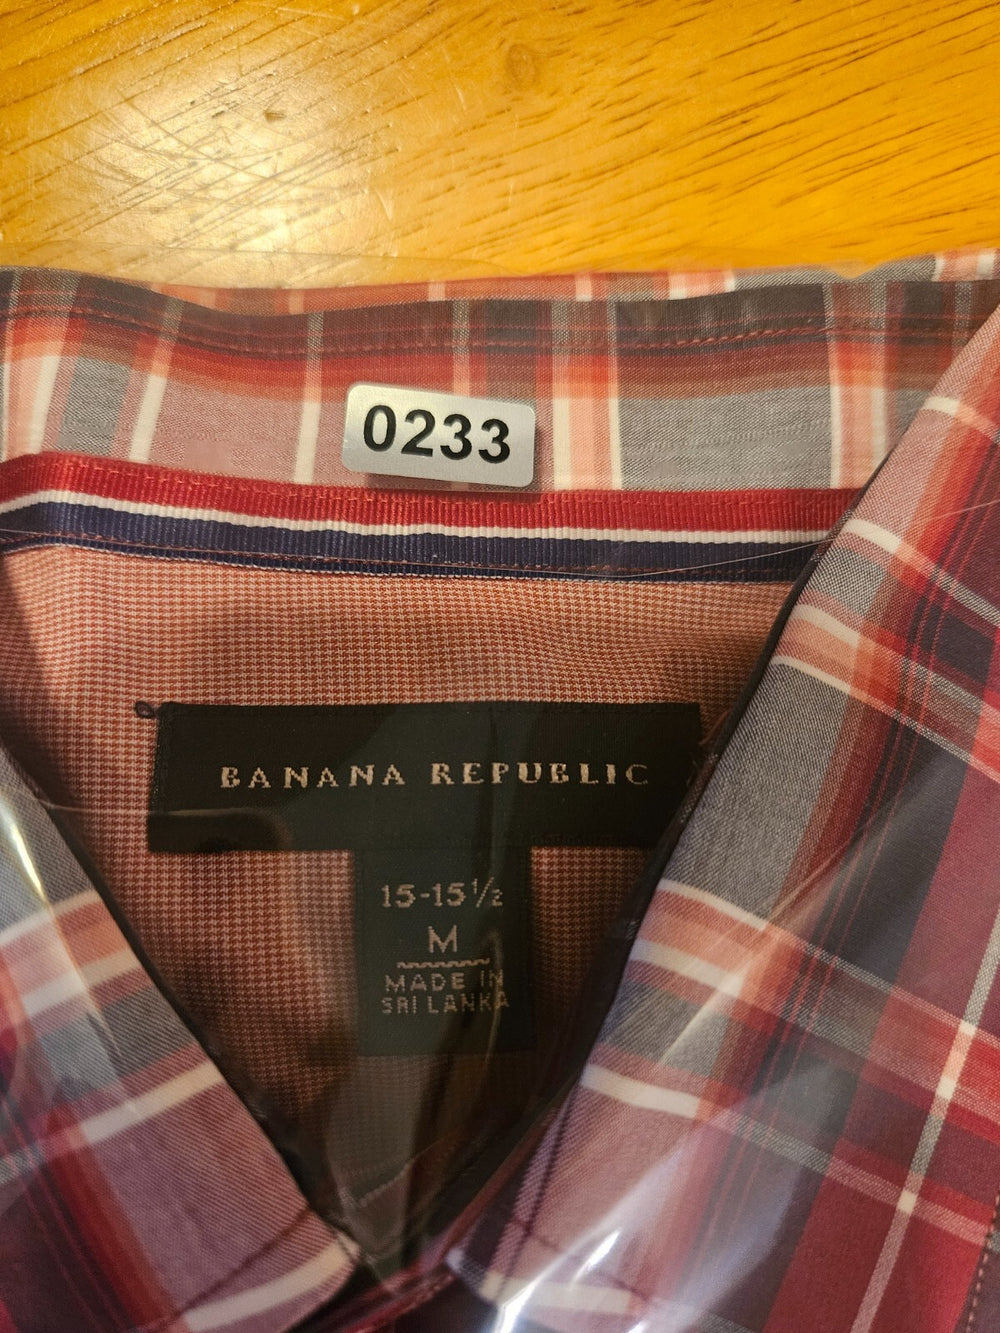 0233
BANANA REPUBLIC
15-15½
M
MADE IN
SRI LANKA